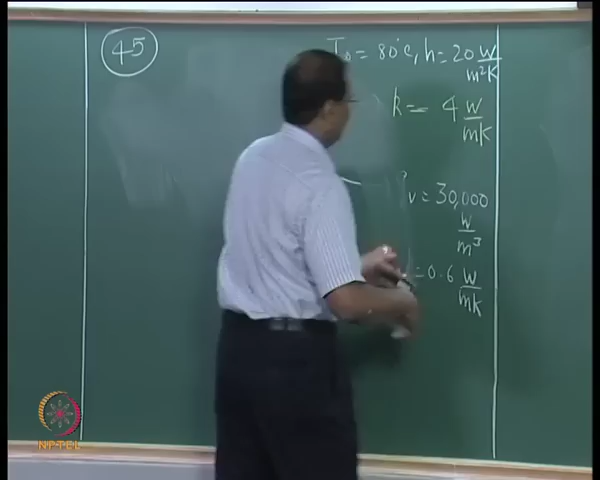 45
= 80°C, h = 20 W/m²K
k = 4 W/mK
v = 30,000
W/m³
= 0.6 W/mK
NPTEL